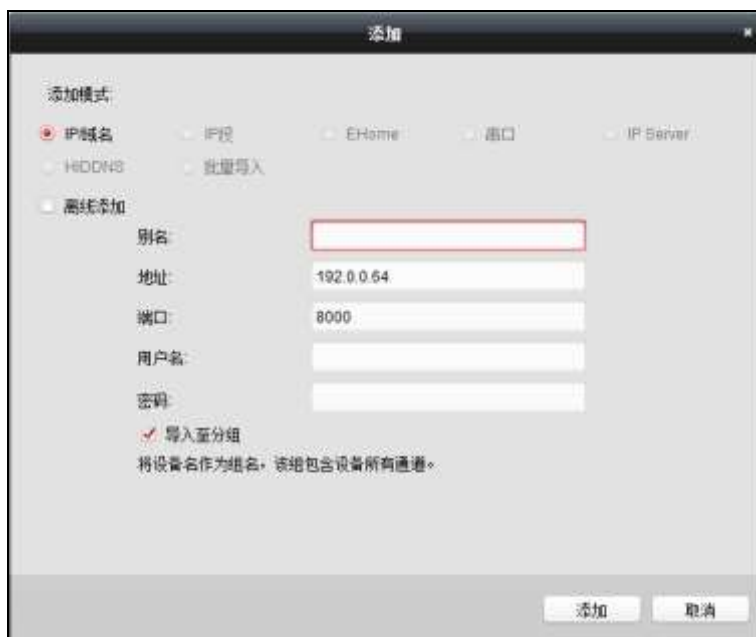 添加
添加模式:
IP/域名 IP段 EHome 串口 IP Server
HiDDNS 批量导入
离线添加
别名:
地址: 192.0.0.64
端口: 8000
用户名:
密码:
导入至分组
将设备名作为组名，该组包含设备所有通道。
添加 取消